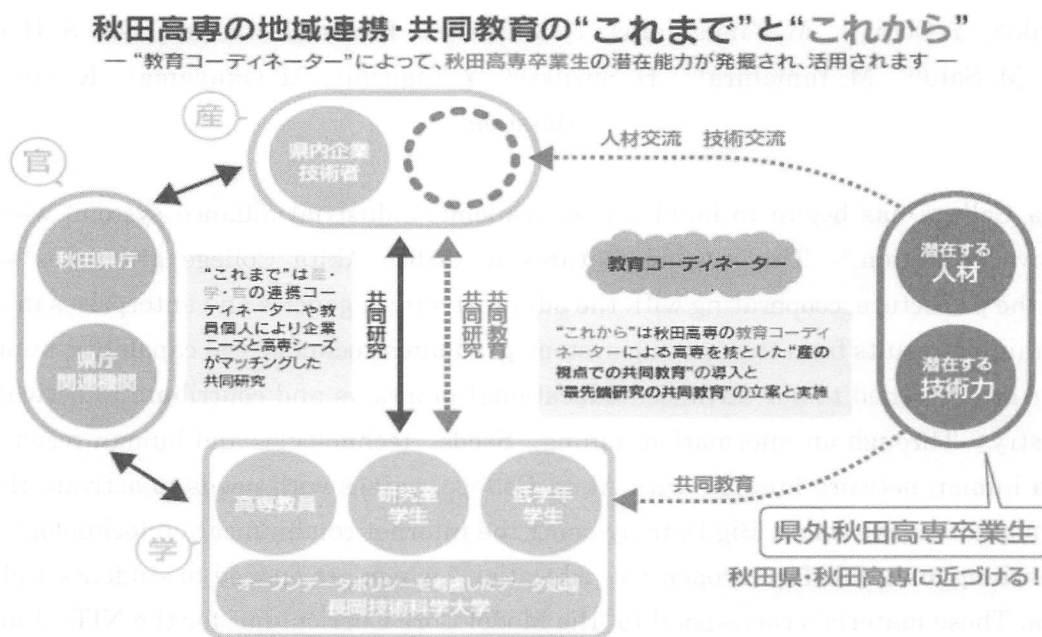 秋田高専の地域連携・共同教育の“これまで”と“これから”
― “教育コーディネーター”によって、秋田高専卒業生の潜在能力が発掘され、活用されます ―
産
県内企業
技術者
人材交流 技術交流
官
秋田県庁
県庁
関連機関
“これまで”は産・
学・官の連携コー
ディネーターや教
員個人により企業
ニーズと高専シーズ
がマッチングした
共同研究
共同研究
共同研究
共同教育
教育コーディネーター
“これから”は秋田高専の教育コーディ
ネーターによる高専を核とした“産の
視点での共同教育”の導入と
“最先端研究の共同教育”の立案と実施
潜在する
人材
潜在する
技術力
共同教育
学
高専教員
研究室
学生
低学年
学生
オープンデータポリシーを考慮したデータ処理
長岡技術科学大学
県外秋田高専卒業生
秋田県・秋田高専に近づける!